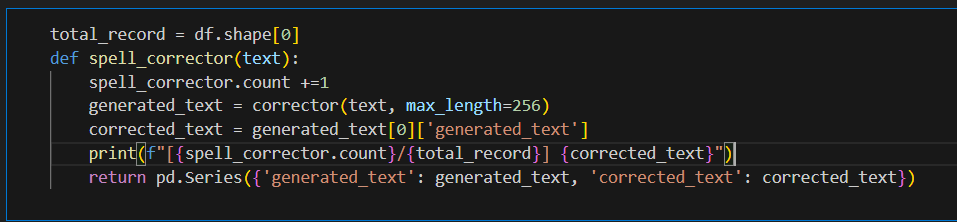 total_record = df.shape[0]
def spell_corrector(text):
    spell_corrector.count +=1
    generated_text = corrector(text, max_length=256)
    corrected_text = generated_text[0]['generated_text']
    print(f"[{spell_corrector.count}/{total_record}] {corrected_text}")
    return pd.Series({'generated_text': generated_text, 'corrected_text': corrected_text})